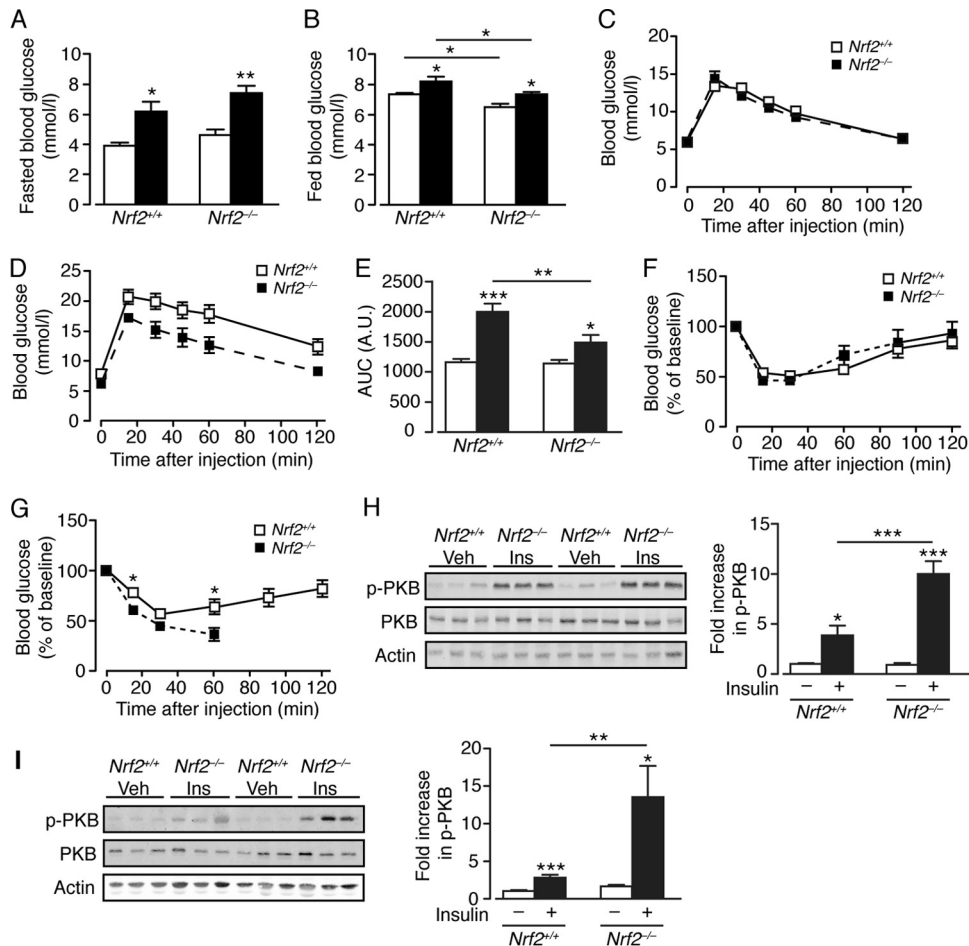 A
Fasted blood glucose
(mmol/l)
10
8
6
4
2
0
*
**
Nrf2+/+
Nrf2–/–
B
Fed blood glucose
(mmol/l)
10
8
6
4
2
0
*
*
*
*
Nrf2+/+
Nrf2–/–
C
Blood glucose
(mmol/l)
20
15
10
5
0
Nrf2+/+
Nrf2–/–
0 20 40 60 80 100 120
Time after injection (min)
D
Blood glucose
(mmol/l)
25
20
15
10
5
0
Nrf2+/+
Nrf2–/–
0 20 40 60 80 100 120
Time after injection (min)
E
AUC (A.U.)
2500
2000
1500
1000
500
0
**
***
*
Nrf2+/+
Nrf2–/–
F
Blood glucose
(% of baseline)
150
100
50
0
Nrf2+/+
Nrf2–/–
0 20 40 60 80 100 120
Time after injection (min)
G
Blood glucose
(% of baseline)
150
100
50
0
*
*
Nrf2+/+
Nrf2–/–
0 20 40 60 80 100 120
Time after injection (min)
H
Nrf2+/+ Nrf2–/– Nrf2+/+ Nrf2–/–
Veh Ins Veh Ins
p-PKB
PKB
Actin
Fold increase
in p-PKB
15
10
5
0
***
***
*
Insulin – + – +
Nrf2+/+ Nrf2–/–
I
Nrf2+/+ Nrf2–/– Nrf2+/+ Nrf2–/–
Veh Ins Veh Ins
p-PKB
PKB
Actin
Fold increase
in p-PKB
20
15
10
5
0
**
*
***
Insulin – + – +
Nrf2+/+ Nrf2–/–